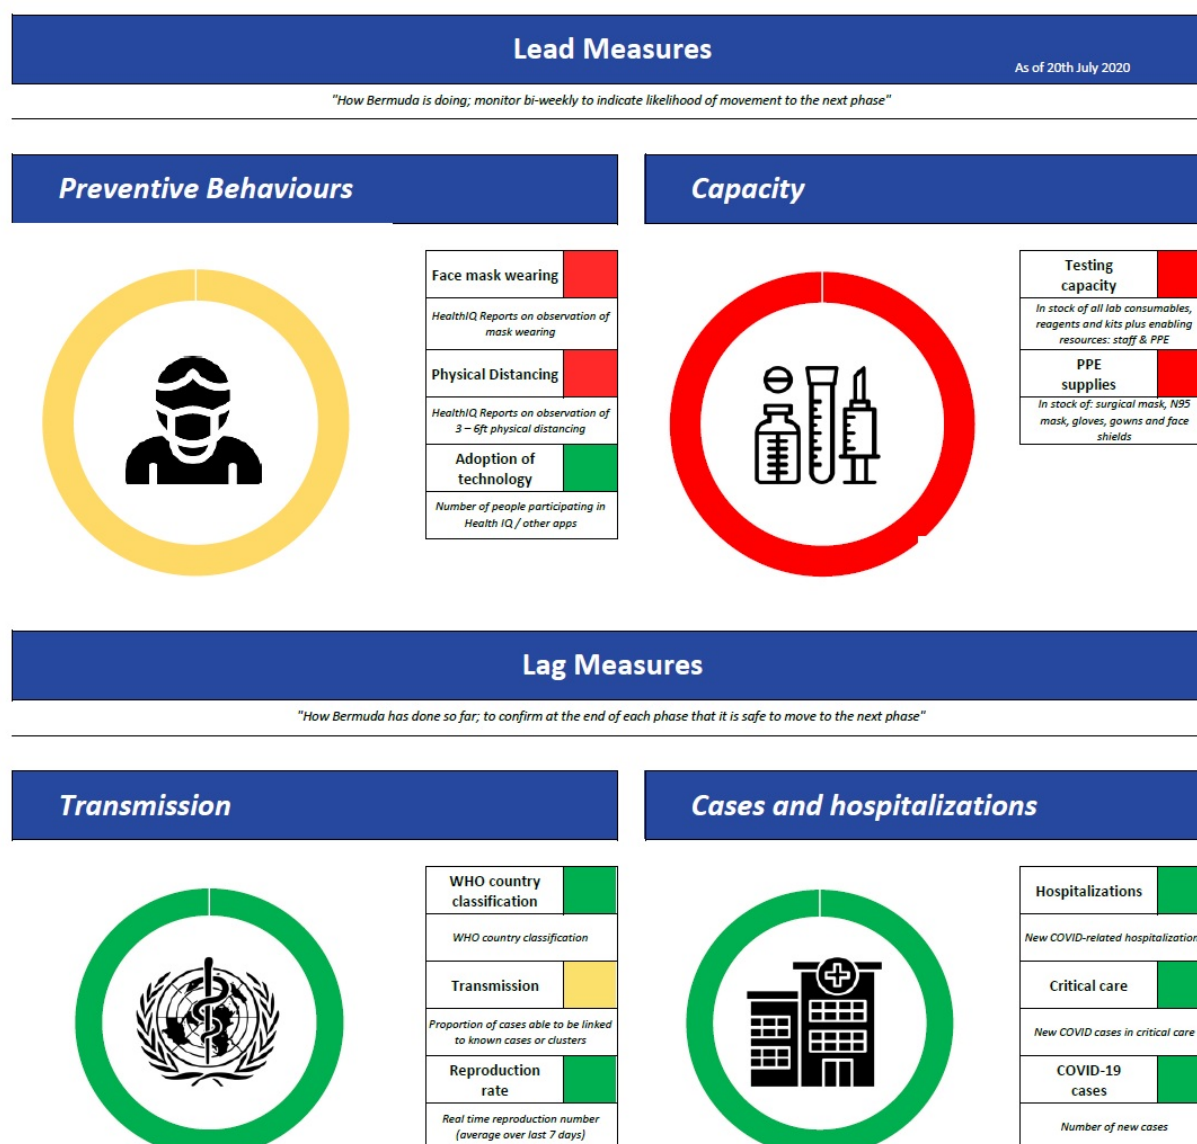 Lead Measures
As of 20th July 2020
"How Bermuda is doing; monitor bi-weekly to indicate likelihood of movement to the next phase"
Preventive Behaviours
Face mask wearing
HealthIQ Reports on observation of
mask wearing
Physical Distancing
HealthIQ Reports on observation of
3 – 6ft physical distancing
Adoption of
technology
Number of people participating in
Health IQ / other apps
Capacity
Testing
capacity
In stock of all lab consumables,
reagents and kits plus enabling
resources: staff & PPE
PPE
supplies
In stock of: surgical mask, N95
mask, gloves, gowns and face
shields
Lag Measures
"How Bermuda has done so far; to confirm at the end of each phase that it is safe to move to the next phase"
Transmission
WHO country
classification
WHO country classification
Transmission
Proportion of cases able to be linked
to known cases or clusters
Reproduction
rate
Real time reproduction number
(average over last 7 days)
Cases and hospitalizations
Hospitalizations
New COVID-related hospitalization
Critical care
New COVID cases in critical care
COVID-19
cases
Number of new cases